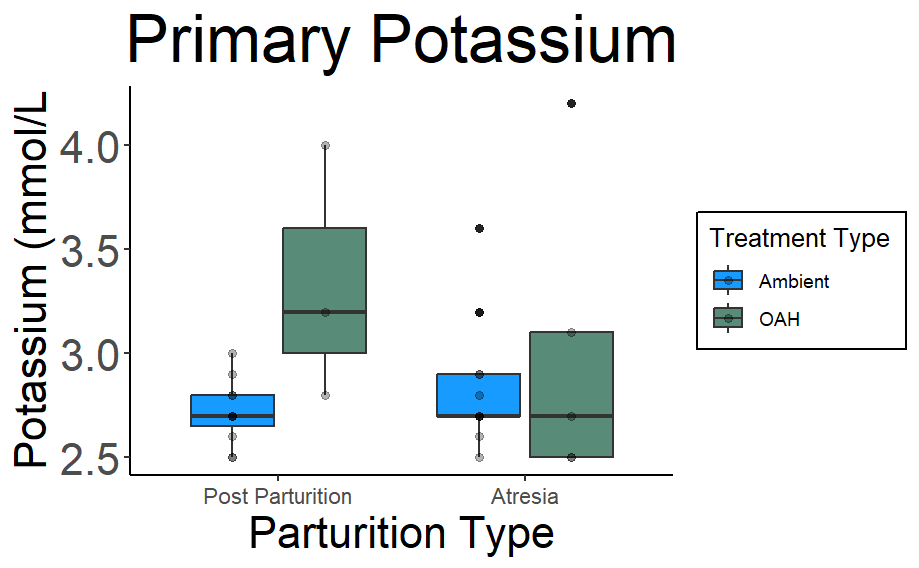 Primary Potassium
Potassium (mmol/L
4.0
3.5
3.0
2.5
Post Parturition
Atresia
Parturition Type
Treatment Type
Ambient
OAH